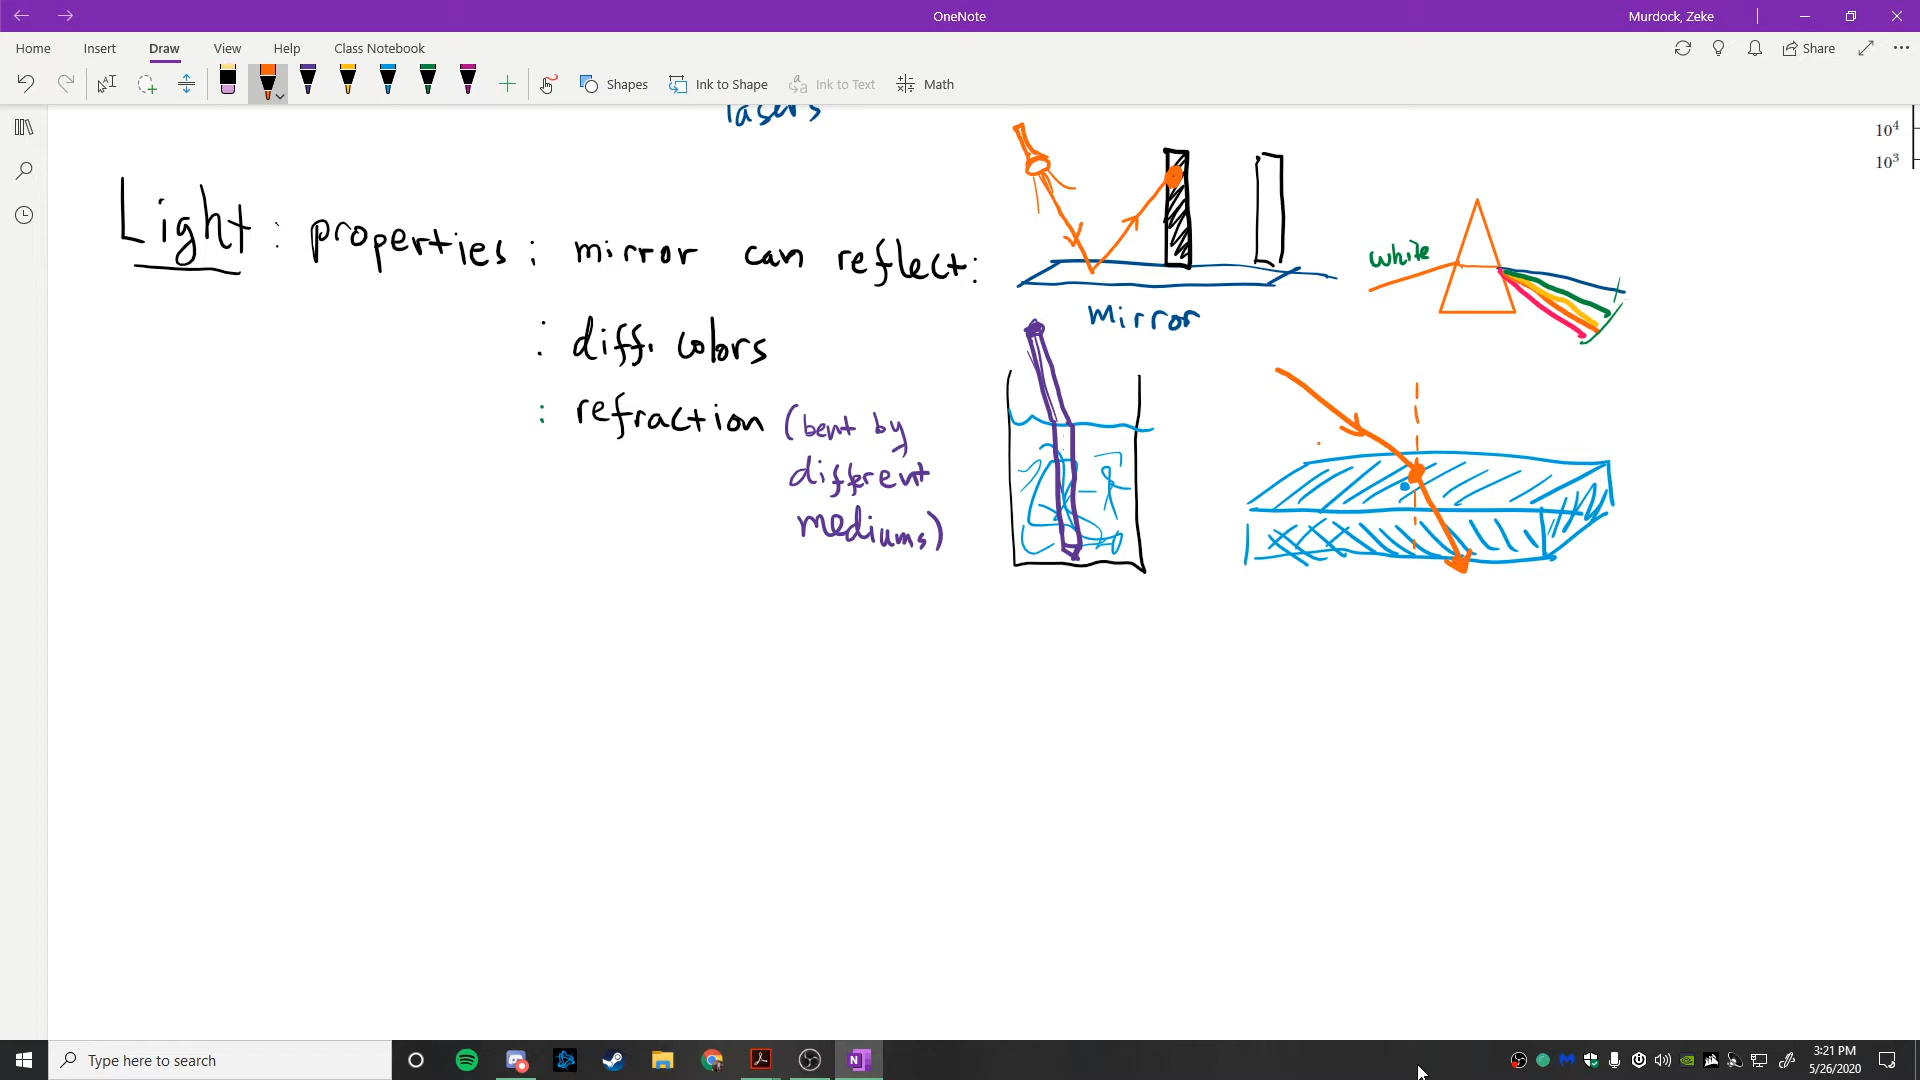 OneNote
Murdock, Zeke
Home Insert Draw View Help Class Notebook
Share
Shapes Ink to Shape Ink to Text Math
lasers
10⁴
10³
Light : properties : mirror can reflect :
white
mirror
: diff. colors
: refraction (bent by
different
mediums)
Type here to search
3:21 PM
5/26/2020